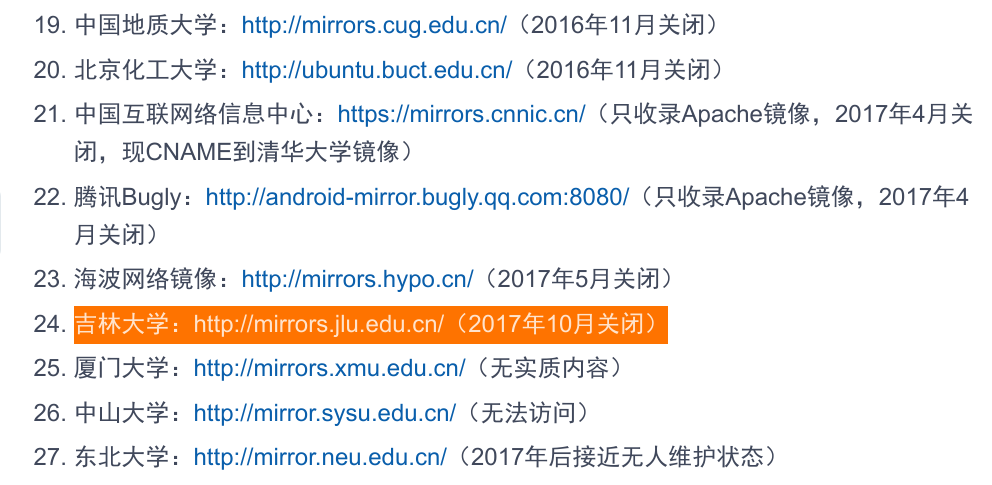 19. 中国地质大学：http://mirrors.cug.edu.cn/（2016年11月关闭）
20. 北京化工大学：http://ubuntu.buct.edu.cn/（2016年11月关闭）
21. 中国互联网络信息中心：https://mirrors.cnnic.cn/（只收录Apache镜像，2017年4月关
闭，现CNAME到清华大学镜像）
22. 腾讯Bugly：http://android-mirror.bugly.qq.com:8080/（只收录Apache镜像，2017年4
月关闭）
23. 海波网络镜像：http://mirrors.hypo.cn/（2017年5月关闭）
24. 吉林大学：http://mirrors.jlu.edu.cn/（2017年10月关闭）
25. 厦门大学：http://mirrors.xmu.edu.cn/（无实质内容）
26. 中山大学：http://mirror.sysu.edu.cn/（无法访问）
27. 东北大学：http://mirror.neu.edu.cn/（2017年后接近无人维护状态）